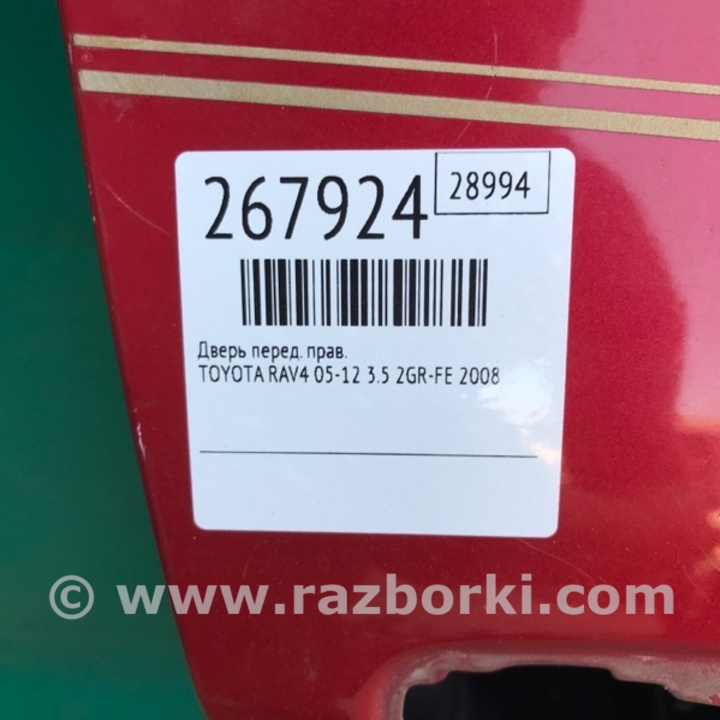 267924
28994
Дверь перед. прав.
TOYOTA RAV4 05-12 3.5 2GR-FE 2008
© www.razborki.com